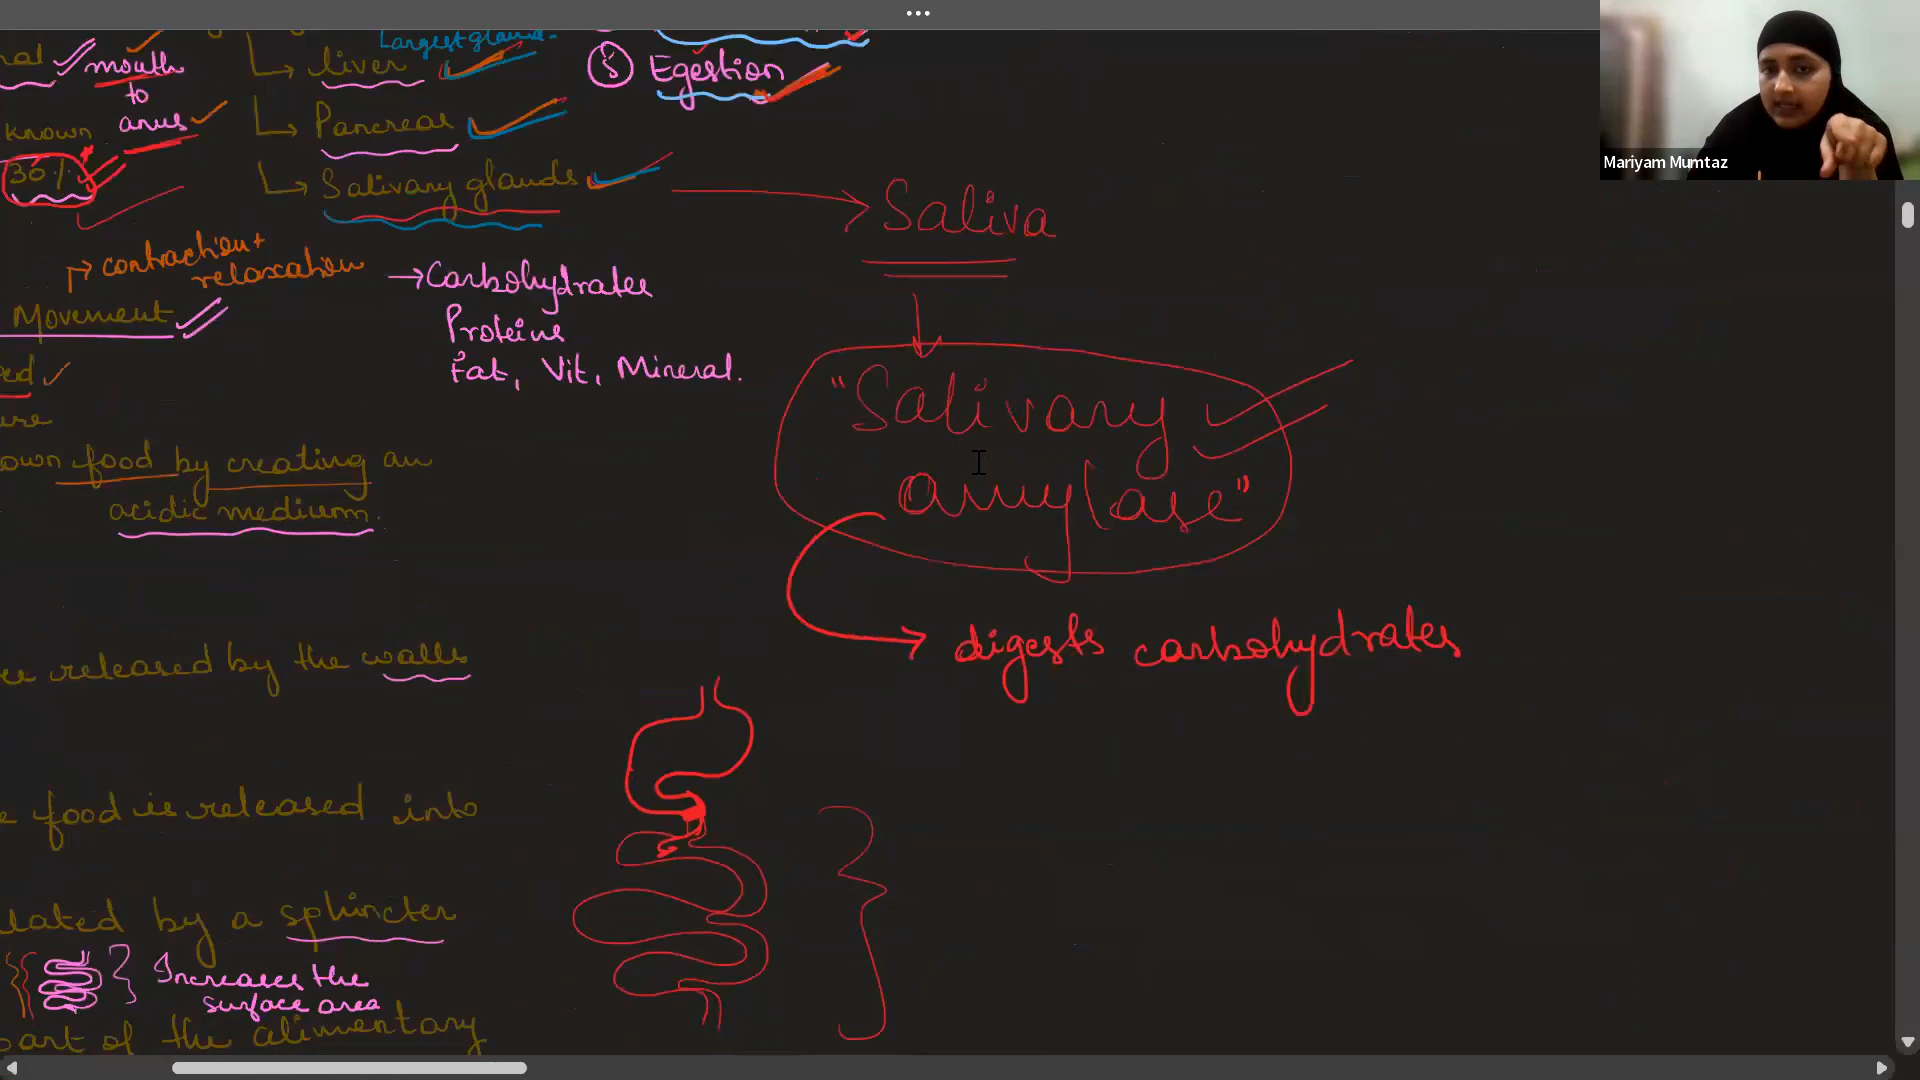 Largest gland.
mouth
to
anus
known
30%
↳ liver
↳ Pancreas
↳ Salivary glands
⑤ Egestion
→ Saliva
contraction +
relaxation
→ Carbohydrates
Proteins
Fat, Vit, Mineral.
Movement
"Salivary
amylase"
→ digests carbohydrates
food by creating an
acidic medium.
released by the walls
food is released into
by a sphincter
Increases the
surface area
part of the alimentary
Mariyam Mumtaz